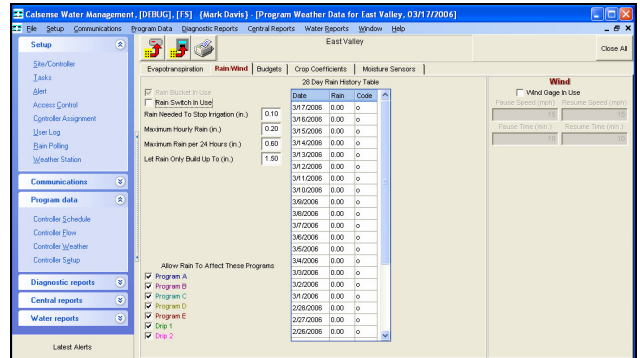 Calsense Water Management, [DEBUG], [FS] {Mark Davis} - [Program Weather Data for East Valley, 03/17/2006]
File Setup Communications Program Data Diagnostic Reports Central Reports Water Reports Window Help
Setup
Site/Controller
Tasks
Alert
Access Control
Controller Assignment
User Log
Rain Polling
Weather Station
Communications
Program data
Controller Schedule
Controller Flow
Controller Weather
Controller Setup
Diagnostic reports
Central reports
Water reports
Latest Alerts
East Valley
Close All
Evapotranspiration Rain/Wind Budgets Crop Coefficients Moisture Sensors
Rain Bucket In Use
Rain Switch In Use
Rain Needed To Stop Irrigation (in.) 0.10
Maximum Hourly Rain (in.) 0.20
Maximum Rain per 24 Hours (in.) 0.60
Let Rain Only Build Up To (in.) 1.50
Allow Rain To Affect These Programs
Program A
Program B
Program C
Program D
Program E
Drip 1
Drip 2
28 Day Rain History Table
Date Rain Code
3/17/2006 0.00 o
3/16/2006 0.00 o
3/15/2006 0.00 o
3/14/2006 0.00 o
3/13/2006 0.00 o
3/12/2006 0.00 o
3/11/2006 0.00 o
3/10/2006 0.00 o
3/9/2006 0.00 o
3/8/2006 0.00 o
3/7/2006 0.00 o
3/6/2006 0.00 o
3/5/2006 0.00 o
3/4/2006 0.00 o
3/3/2006 0.00 o
3/2/2006 0.00 o
3/1/2006 0.00 o
2/28/2006 0.00 o
2/27/2006 0.00 o
2/26/2006 0.00 o
Wind
Wind Gage In Use
Pause Speed (mph) Resume Speed (mph)
15 15
Pause Time (min.) Resume Time (min.)